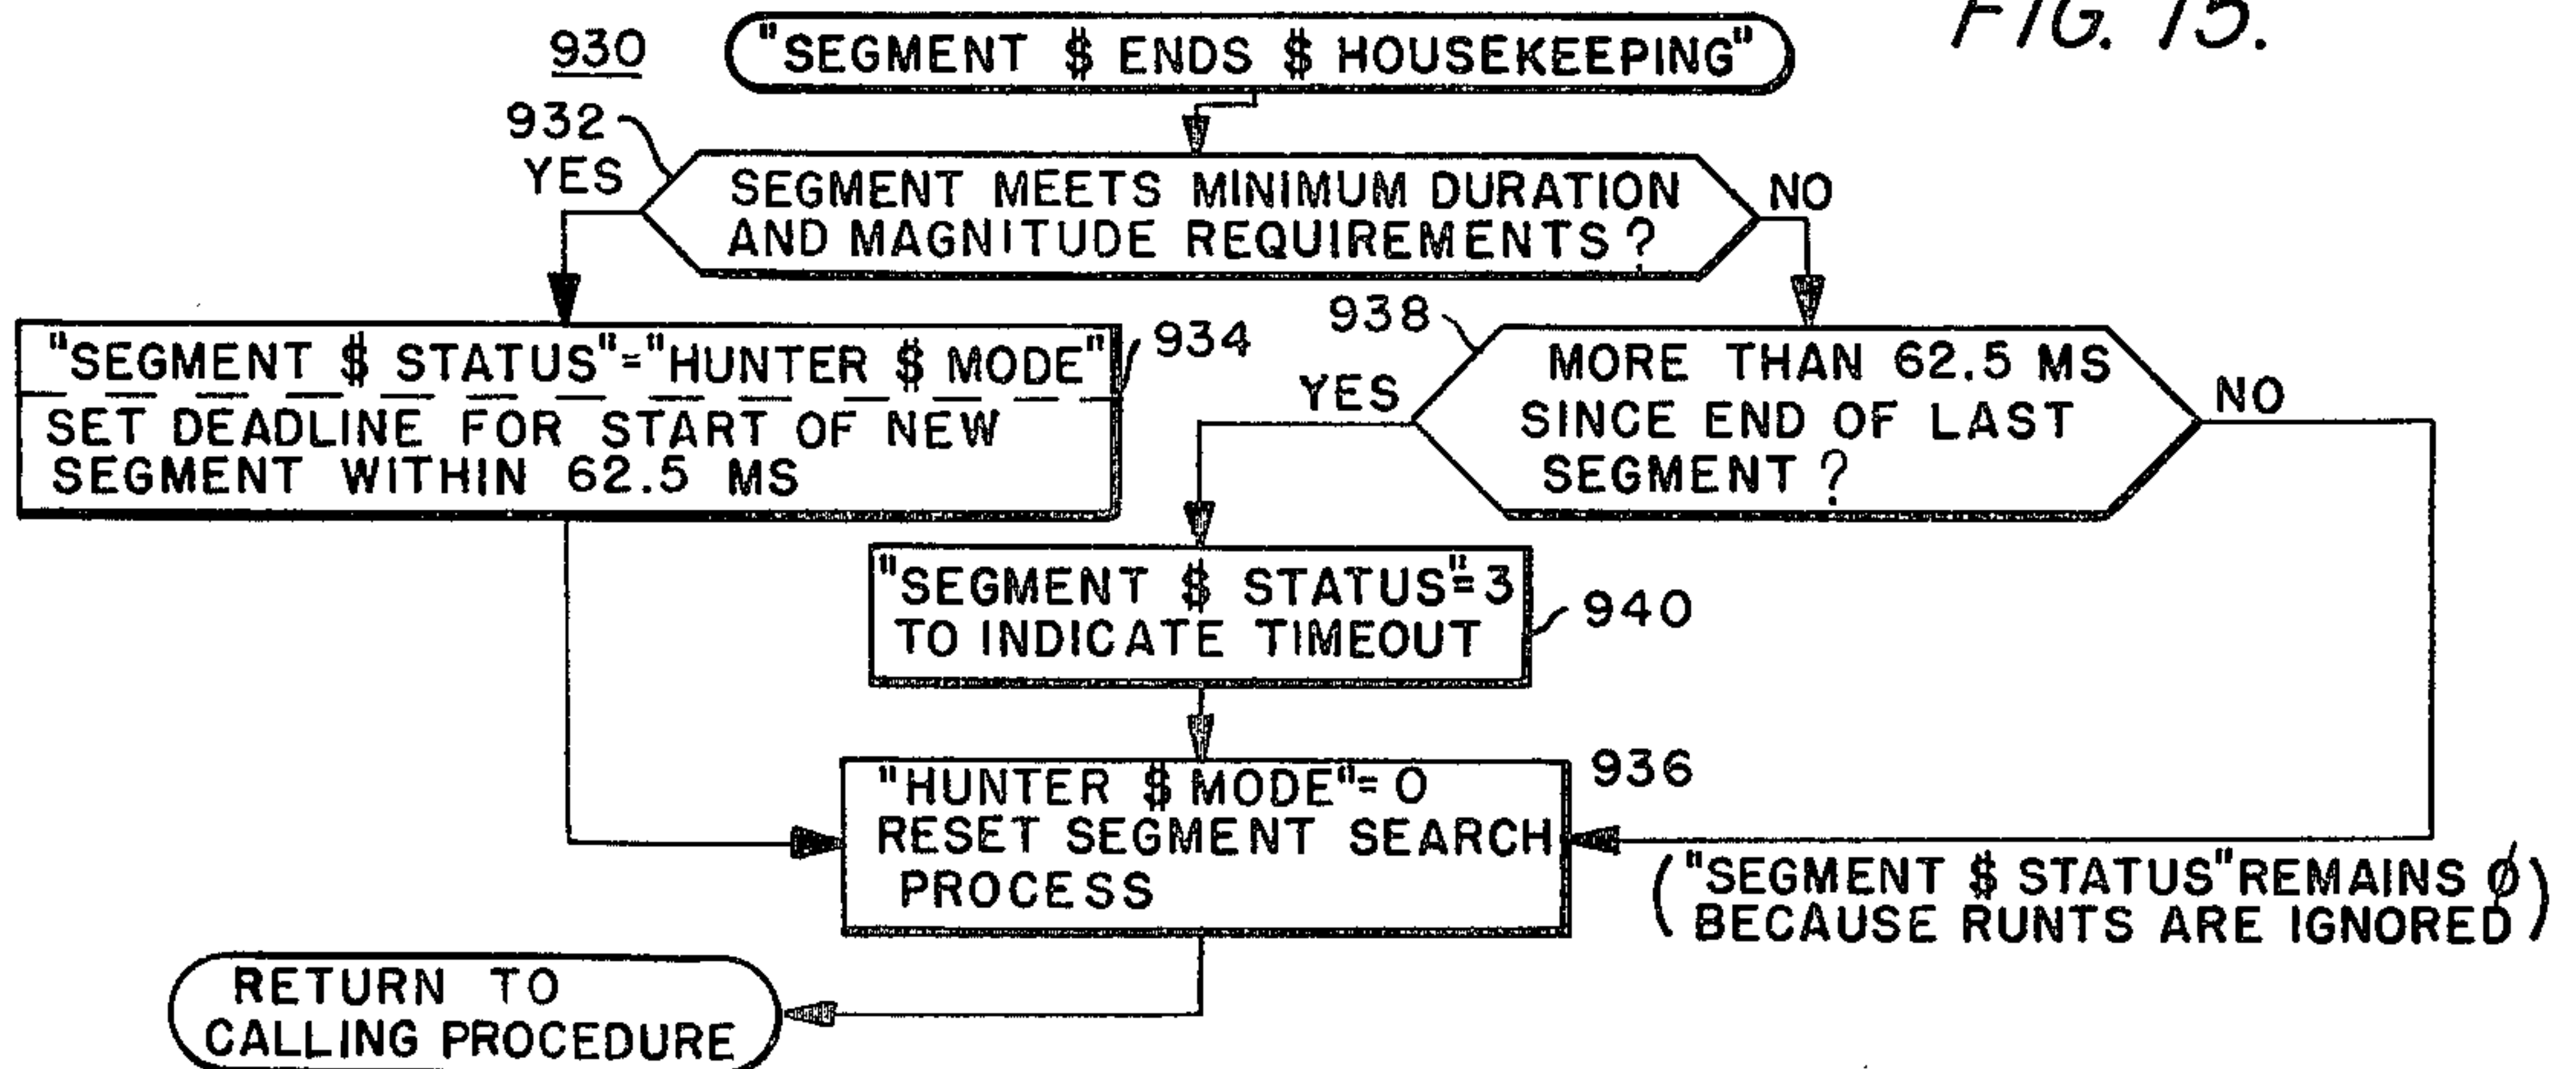 FIG. 15.
930
"SEGMENT $ ENDS $ HOUSEKEEPING"
932
YES
SEGMENT MEETS MINIMUM DURATION
AND MAGNITUDE REQUIREMENTS?
NO
"SEGMENT $ STATUS"="HUNTER $ MODE"
SET DEADLINE FOR START OF NEW
SEGMENT WITHIN 62.5 MS
934
938
YES
MORE THAN 62.5 MS
SINCE END OF LAST
SEGMENT?
NO
"SEGMENT $ STATUS"=3
TO INDICATE TIMEOUT
940
"HUNTER $ MODE"= 0
RESET SEGMENT SEARCH
PROCESS
936
("SEGMENT $ STATUS" REMAINS ∅
BECAUSE RUNTS ARE IGNORED)
RETURN TO
CALLING PROCEDURE